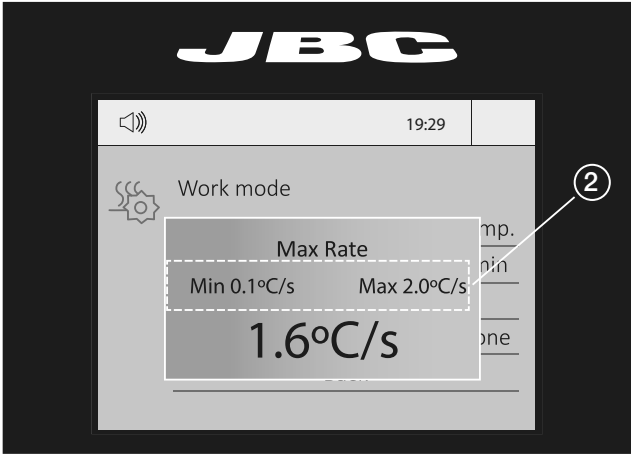 JBC
19:29
Work mode
2
Max Rate
Min 0.1ºC/s Max 2.0ºC/s
1.6ºC/s